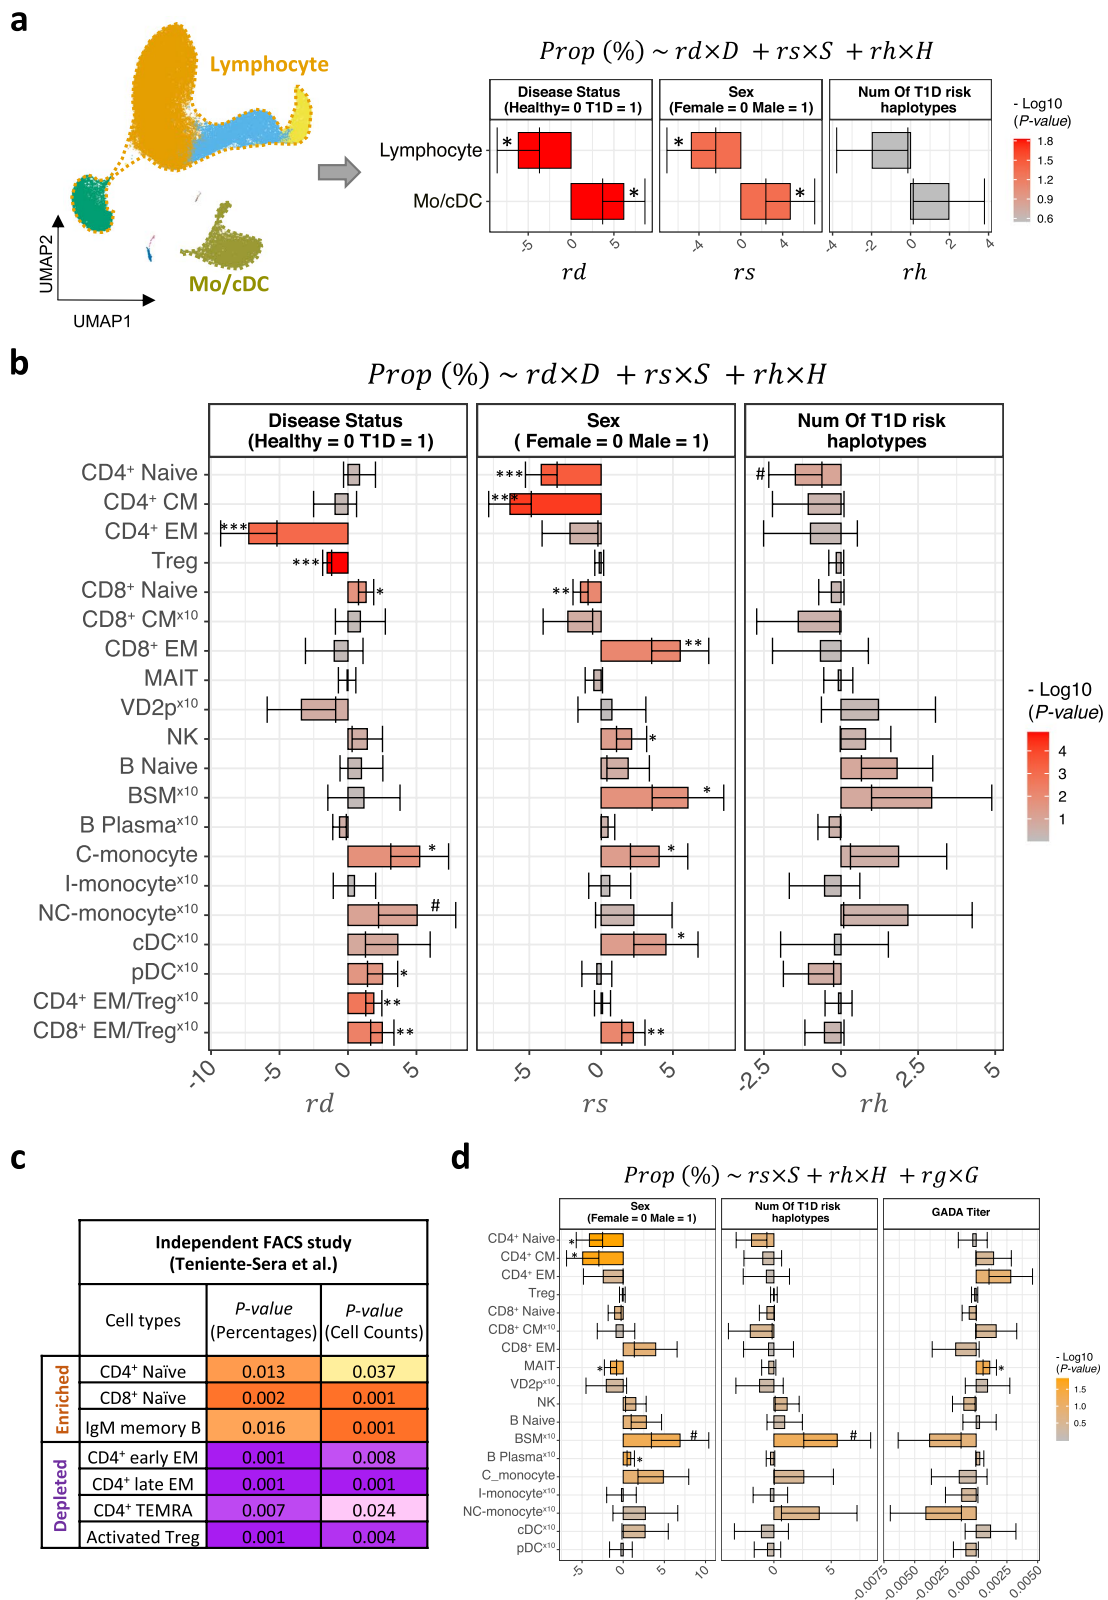 a
Lymphocyte
Mo/cDC
UMAP2
UMAP1
Prop (%) ~ rd×D + rs×S + rh×H
Disease Status
(Healthy= 0 T1D = 1)
Sex
(Female = 0 Male = 1)
Num Of T1D risk
haplotypes
Lymphocyte
Mo/cDC
*
*
*
*
-5 0 5
-4 0 4
-4 -2 0 2 4
rd
rs
rh
- Log10
(P-value)
1.8
1.5
1.2
0.9
0.6
b
Prop (%) ~ rd×D + rs×S + rh×H
Disease Status
(Healthy = 0 T1D = 1)
Sex
( Female = 0 Male = 1)
Num Of T1D risk
haplotypes
CD4+ Naive *** #
CD4+ CM ***
CD4+ EM ***
Treg ***
CD8+ Naive * **
CD8+ CMx10
CD8+ EM **
MAIT
VD2px10
NK *
B Naive
BSMx10 *
B Plasmax10
C-monocyte * *
I-monocytex10
NC-monocytex10 #
cDCx10 *
pDCx10 *
CD4+ EM/Tregx10 **
CD8+ EM/Tregx10 ** **
-10 -5 0 5
-5 0 5
-2.5 0 2.5 5
rd
rs
rh
- Log10
(P-value)
4
3
2
1
c
Independent FACS study
(Teniente-Sera et al.)
Cell types
P-value
(Percentages)
P-value
(Cell Counts)
Enriched
CD4+ Naïve 0.013 0.037
CD8+ Naïve 0.002 0.001
IgM memory B 0.016 0.001
Depleted
CD4+ early EM 0.001 0.008
CD4+ late EM 0.001 0.001
CD4+ TEMRA 0.007 0.024
Activated Treg 0.001 0.004
d
Prop (%) ~ rs×S + rh×H + rg×G
Sex
(Female = 0 Male = 1)
Num Of T1D risk
haplotypes
GADA Titer
CD4+ Naive *
CD4+ CM *
CD4+ EM
Treg
CD8+ Naive
CD8+ CMx10
CD8+ EM
MAIT * *
VD2px10
NK
B Naive
BSMx10 # #
B Plasmax10 *
C_monocyte
I-monocytex10
NC-monocytex10
cDCx10
pDCx10
-5 0 5 10
0 5
-0.0075 -0.0050 -0.0025 0.0000 0.0025 0.0050
- Log10
(P-value)
1.5
1.0
0.5